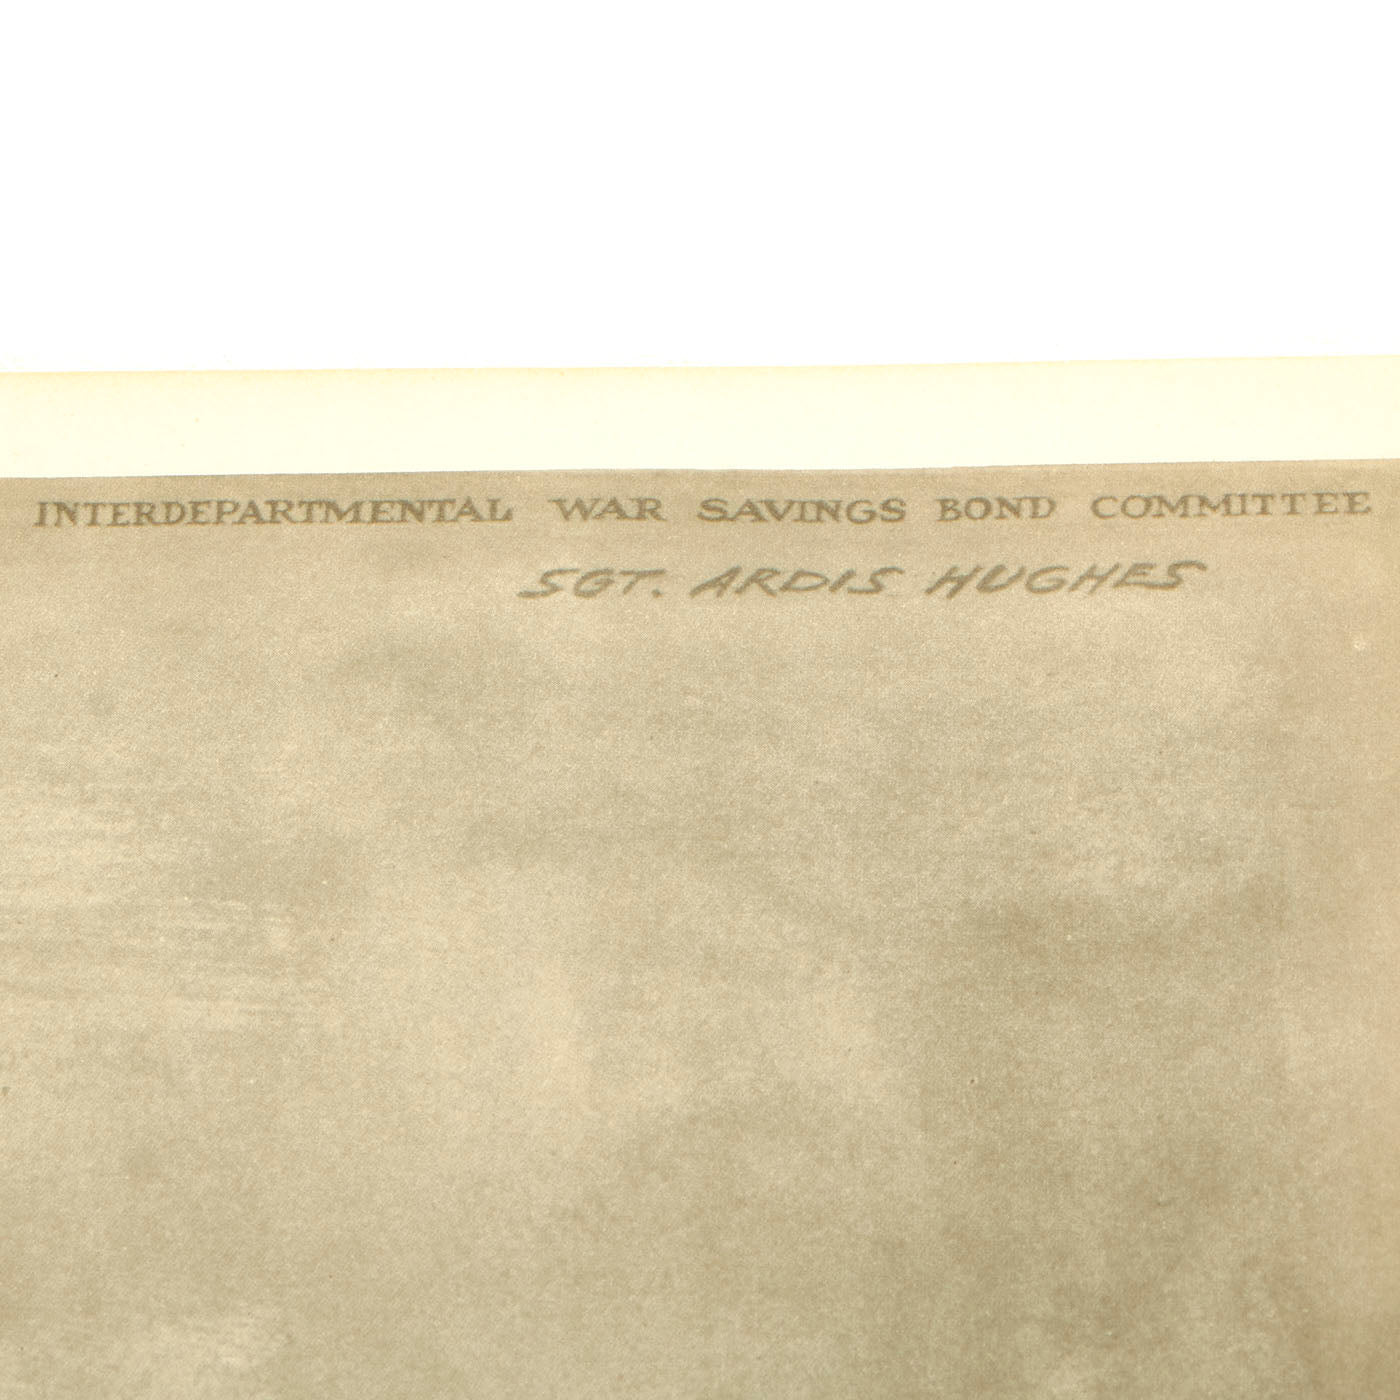 INTERDEPARTMENTAL WAR SAVINGS BOND COMMITTEE
SGT. ARDIS HUGHES